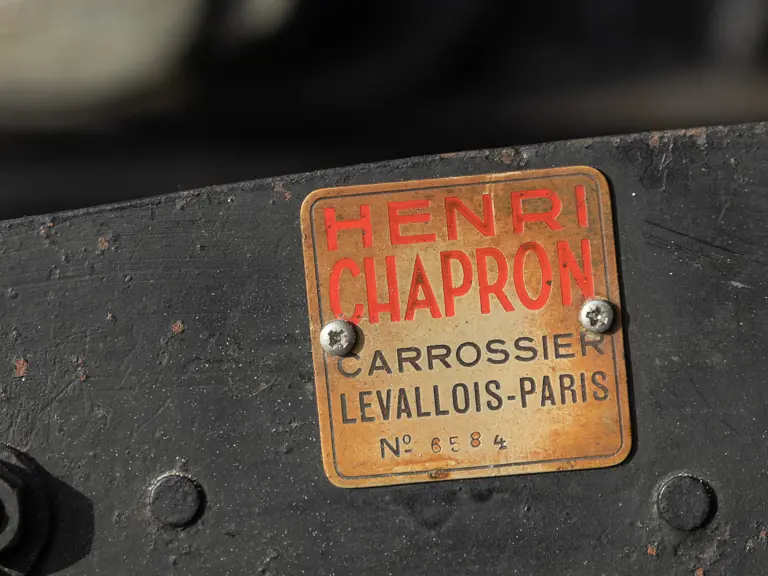 HENRI
CHAPRON
CARROSSIER
LEVALLOIS-PARIS
Nº 6584